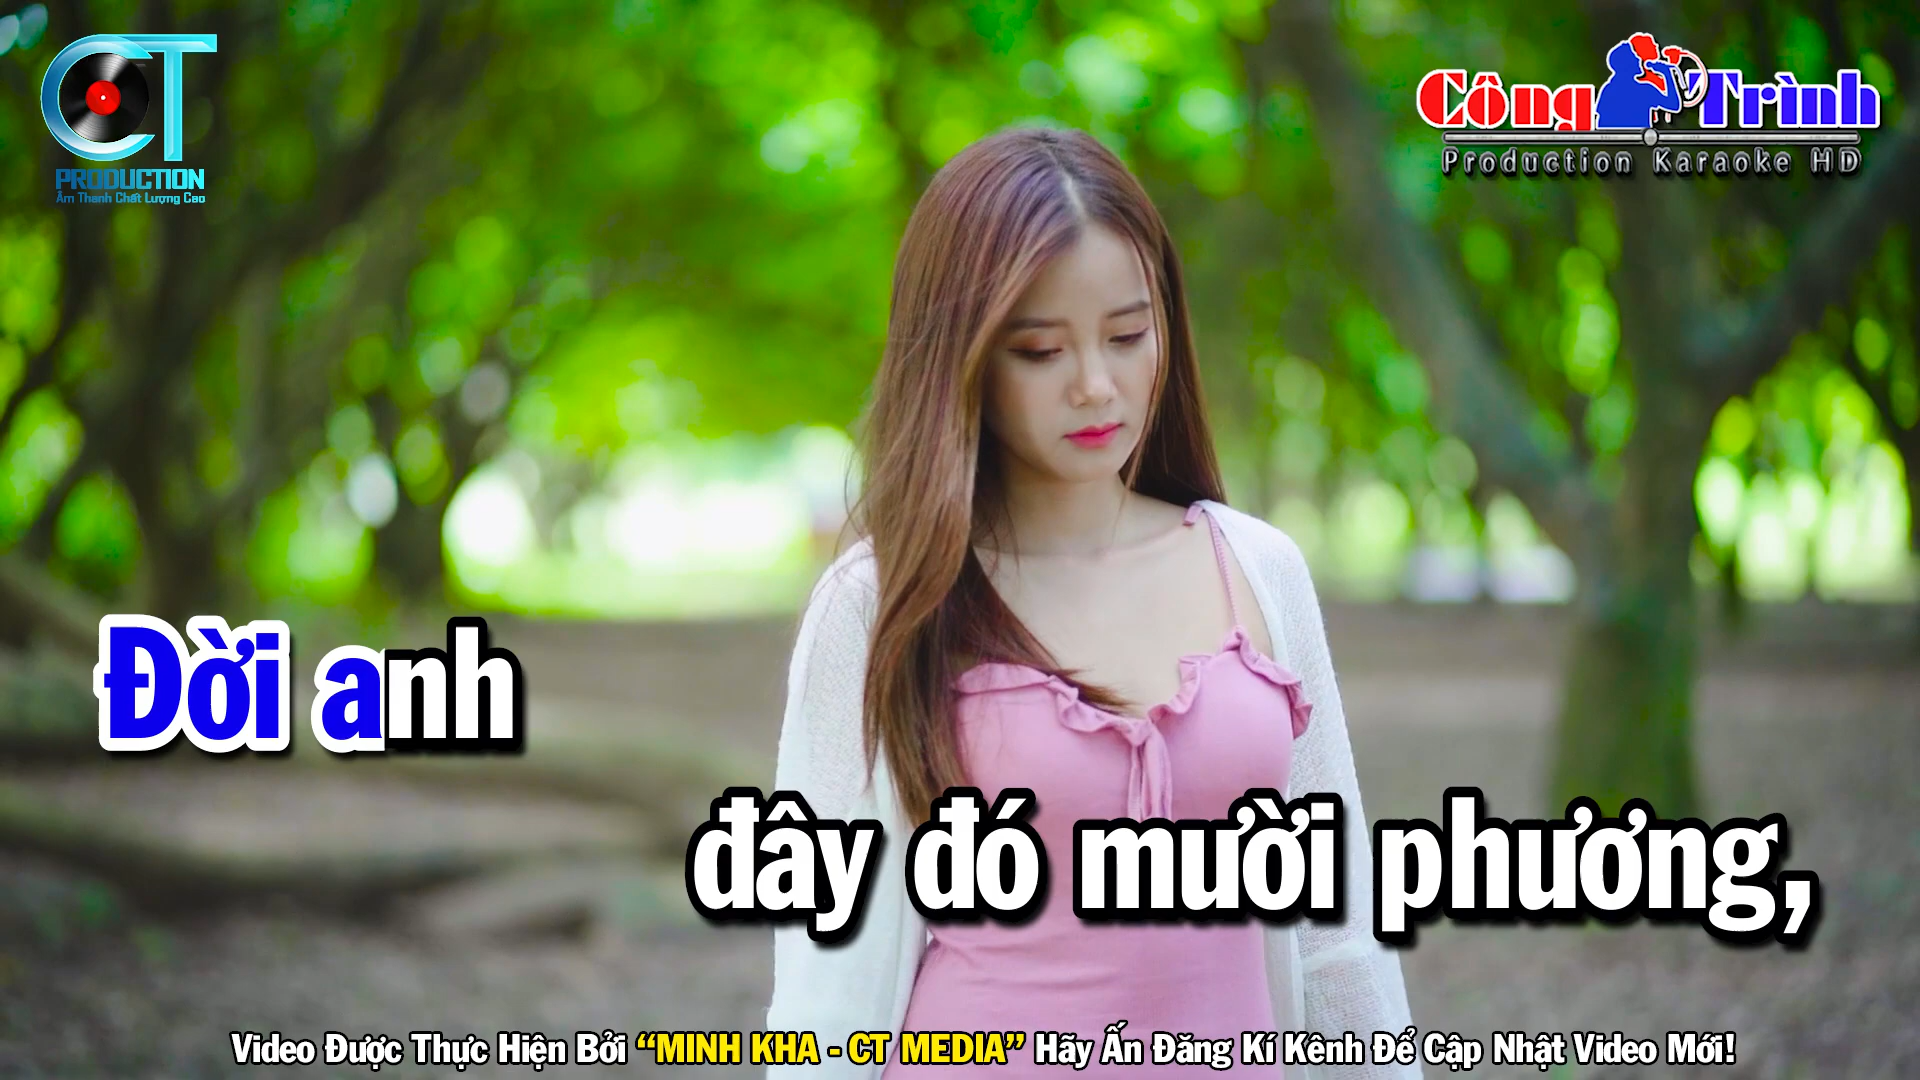 CT
PRODUCTION
Âm Thanh Chất Lượng Cao
Công Trình
Production Karaoke HD
Đời anh
đây đó mười phương,
Video Được Thực Hiện Bởi “MINH KHA - CT MEDIA” Hãy Ấn Đăng Kí Kênh Để Cập Nhật Video Mới!